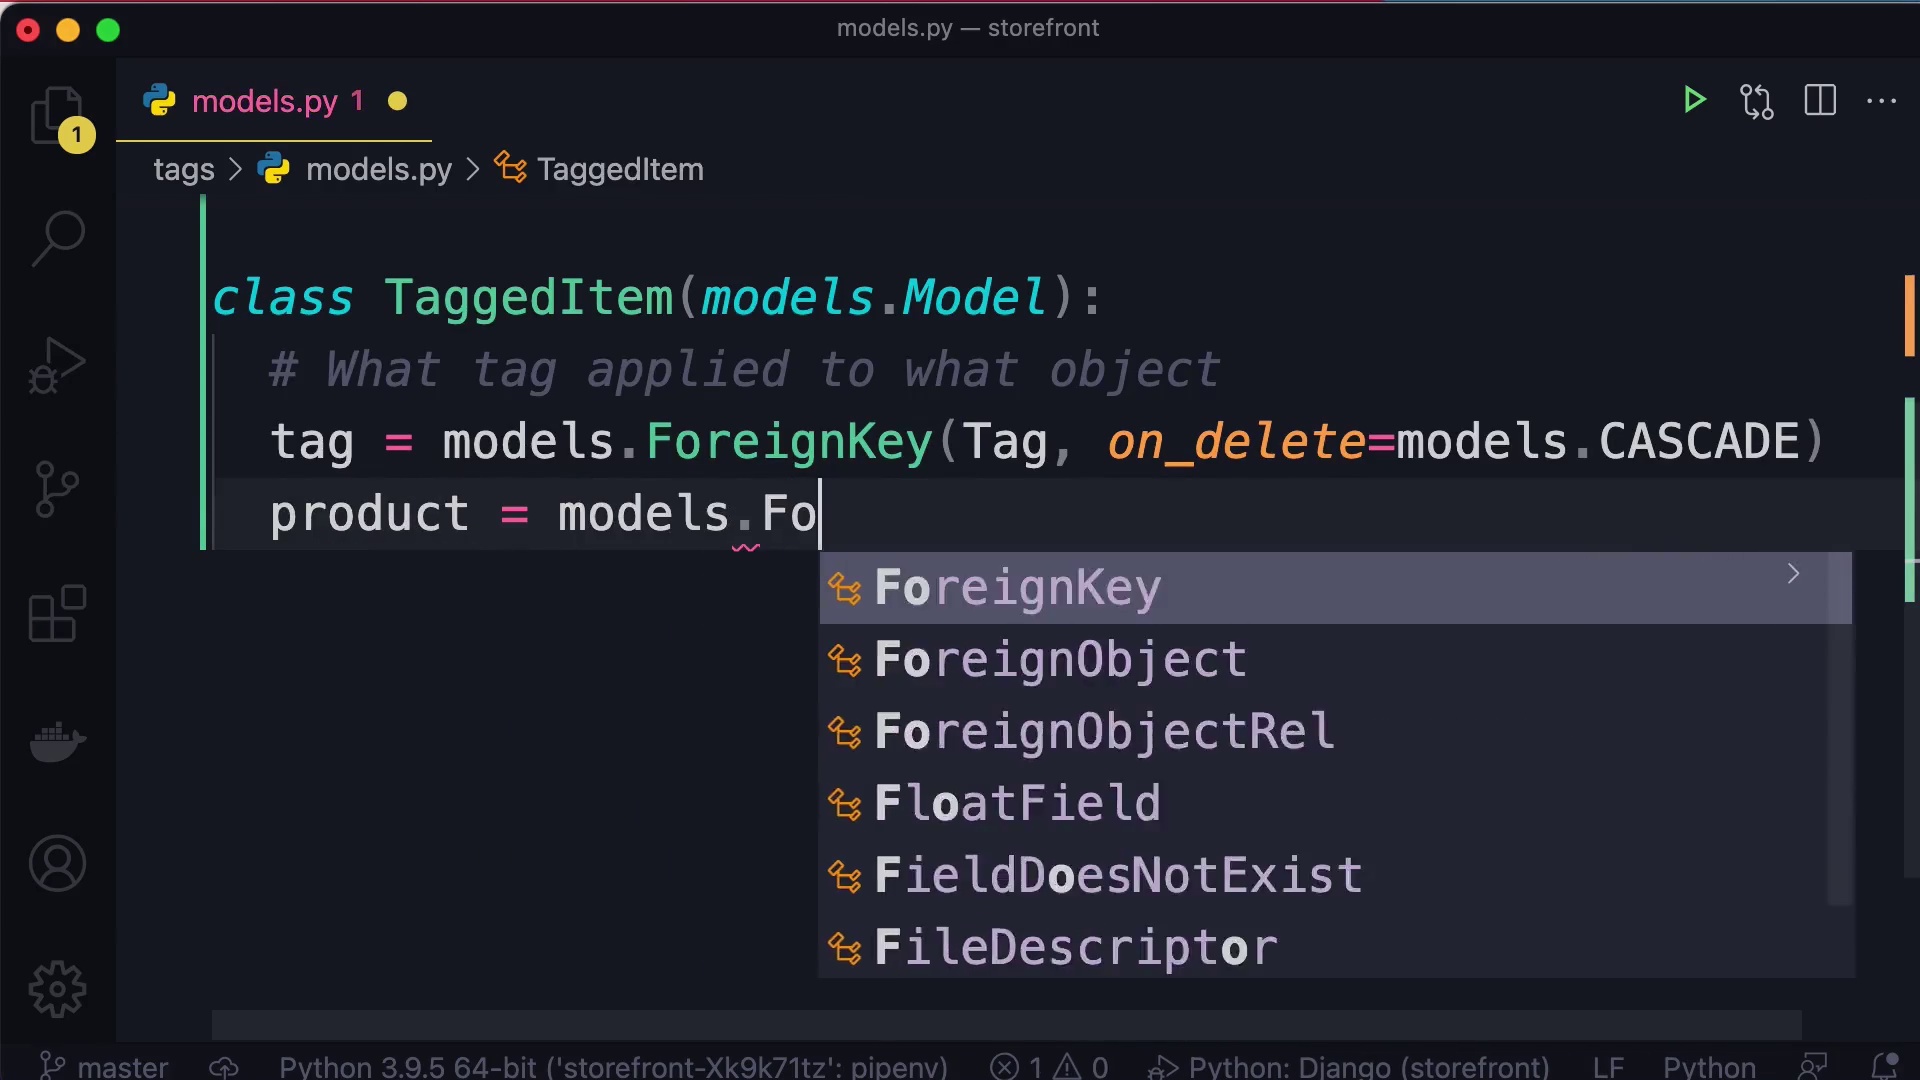 models.py — storefront
models.py 1
1
tags > models.py > TaggedItem
class TaggedItem(models.Model):
# What tag applied to what object
tag = models.ForeignKey(Tag, on_delete=models.CASCADE)
product = models.Fo
ForeignKey
ForeignObject
ForeignObjectRel
FloatField
FieldDoesNotExist
FileDescriptor
master Python 3.9.5 64-bit ('storefront-Xk9k71tz': pipenv) 1 0 Python: Django (storefront) LF Python